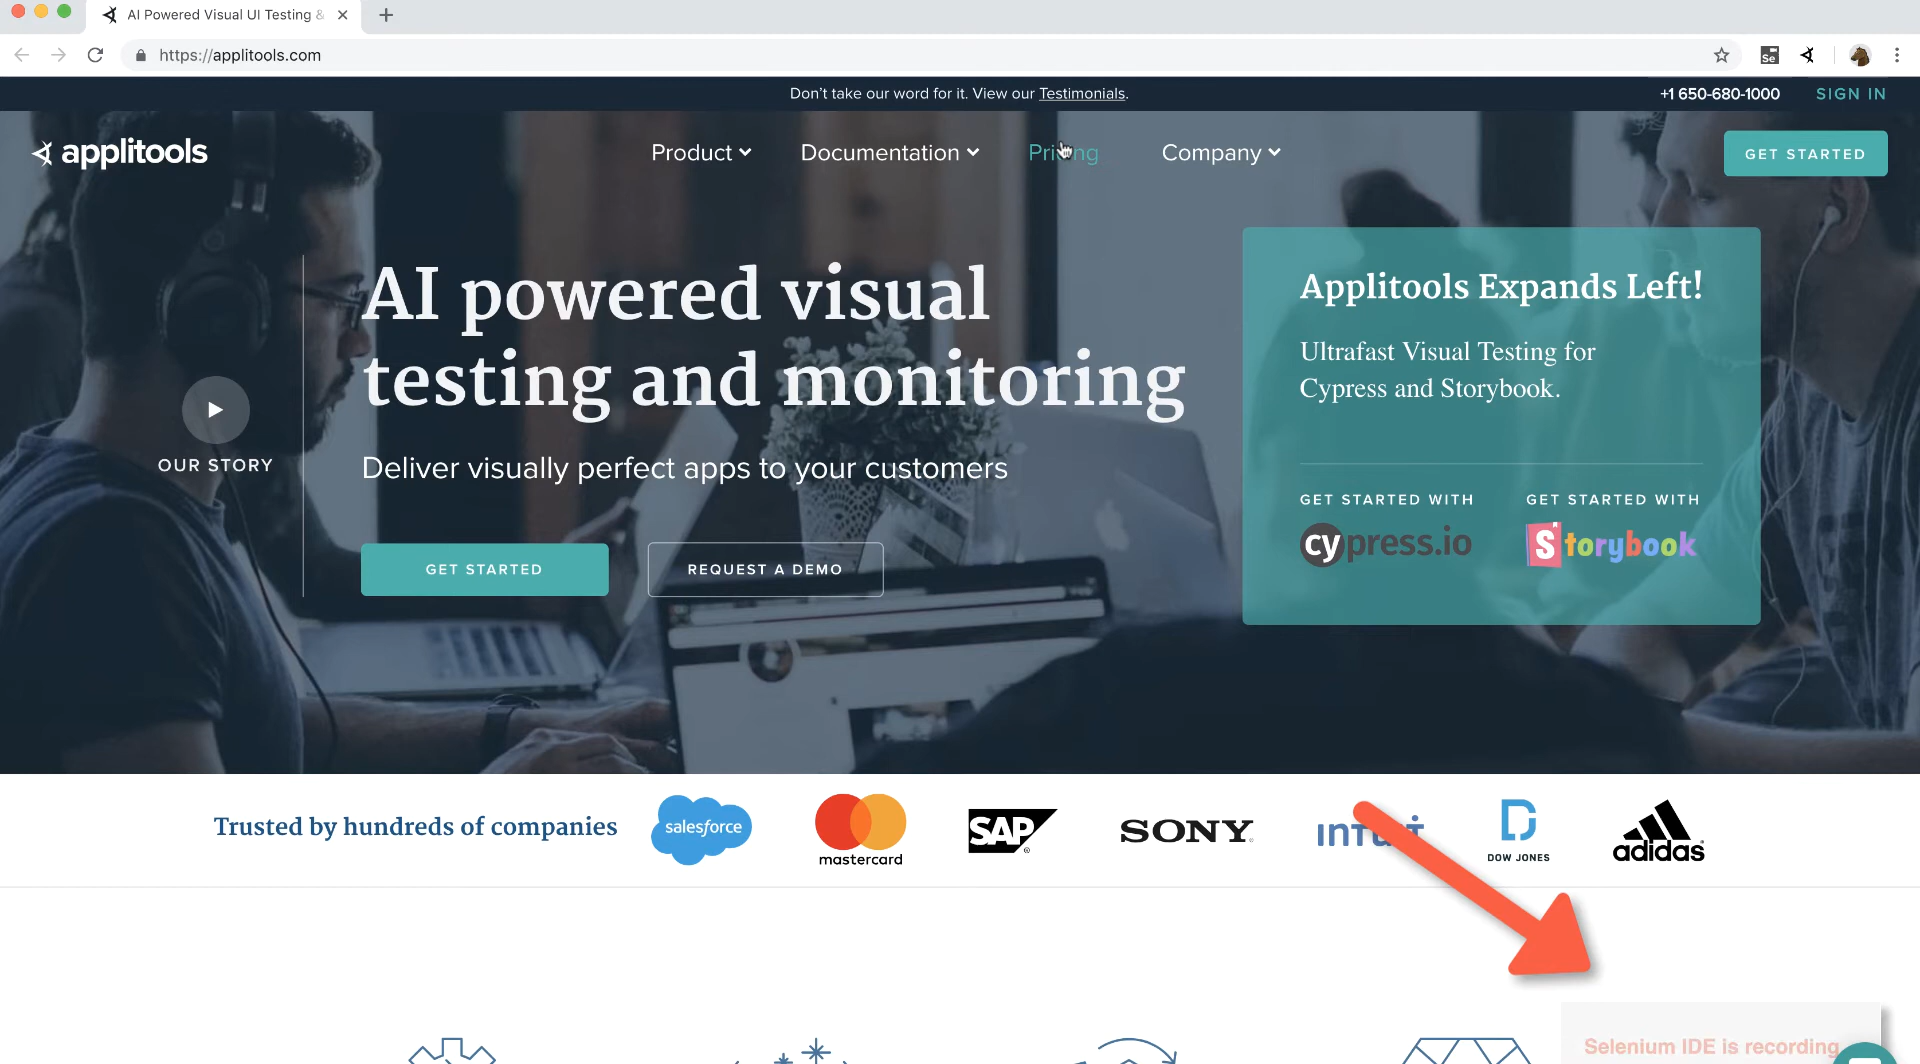 AI Powered Visual UI Testing &
https://applitools.com
Se
Don't take our word for it. View our Testimonials.
+1 650-680-1000
SIGN IN
applitools
Product
Documentation
Pricing
Company
GET STARTED
AI powered visual
testing and monitoring
Deliver visually perfect apps to your customers
OUR STORY
GET STARTED
REQUEST A DEMO
Applitools Expands Left!
Ultrafast Visual Testing for
Cypress and Storybook.
GET STARTED WITH
cypress.io
GET STARTED WITH
Storybook
Trusted by hundreds of companies
salesforce
mastercard
SAP
SONY
intuit
DOW JONES
adidas
Selenium IDE is recording